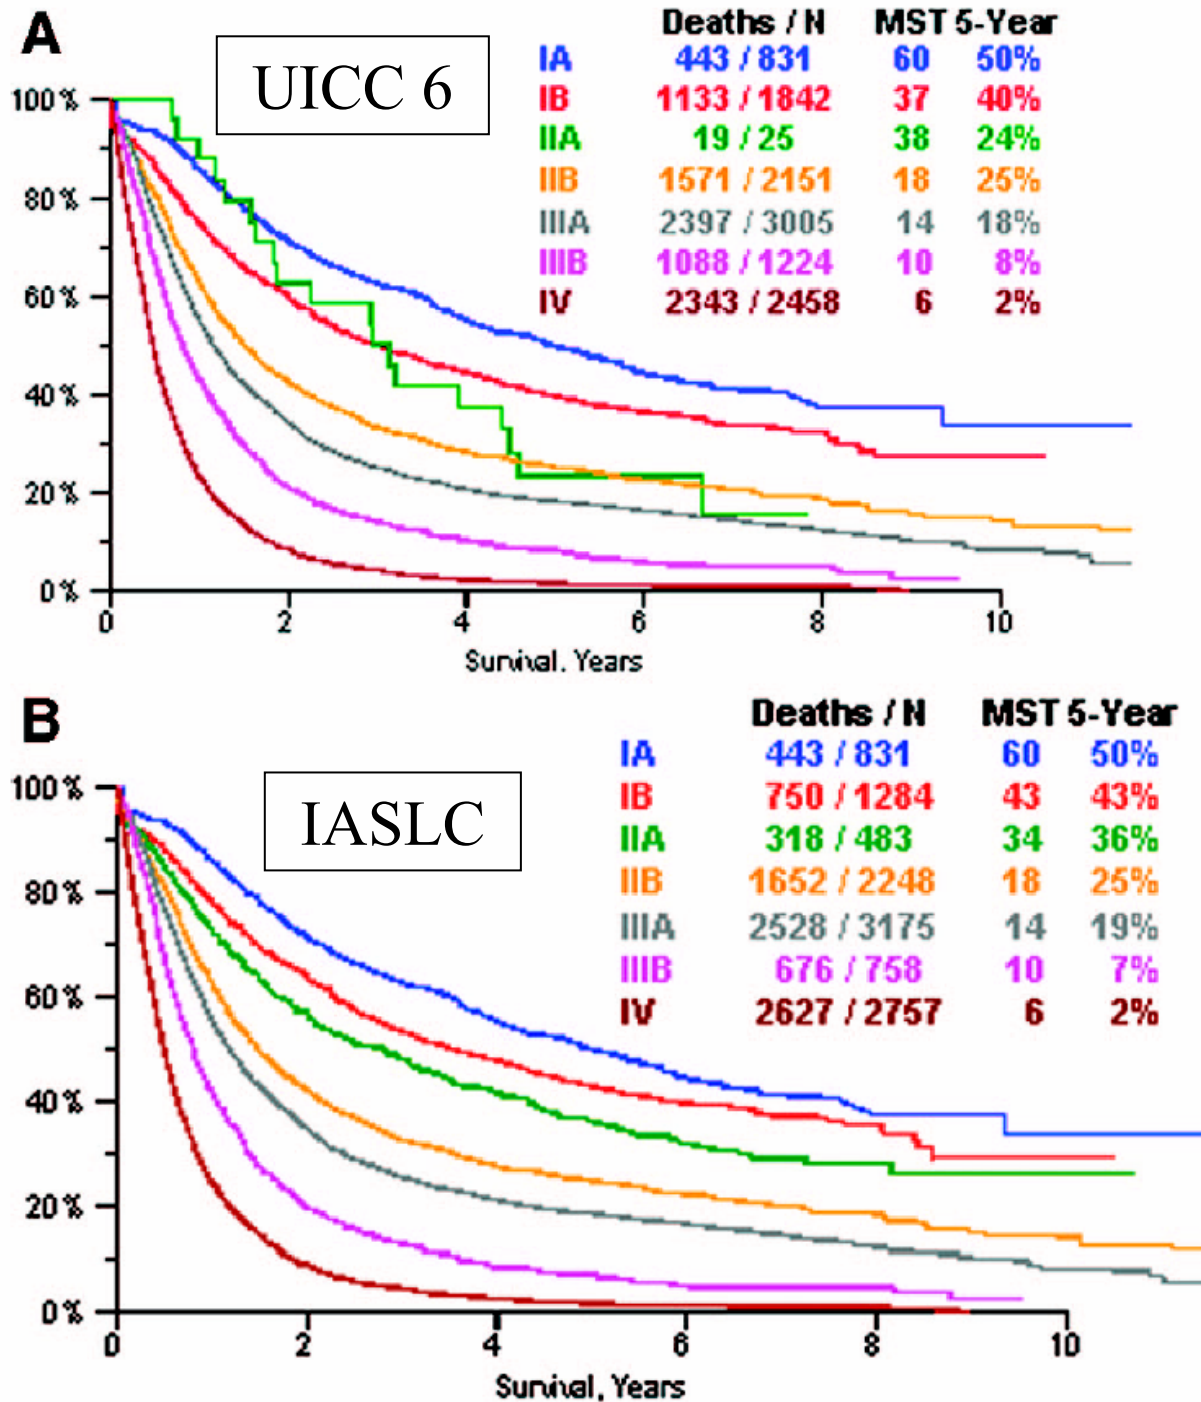 A
Deaths / N MST 5-Year
UICC 6
IA 443 / 831 60 50%
IB 1133 / 1842 37 40%
IIA 19 / 25 38 24%
IIB 1571 / 2151 18 25%
IIIA 2397 / 3005 14 18%
IIIB 1088 / 1224 10 8%
IV 2343 / 2458 6 2%
100%
80%
60%
40%
20%
0%
0 2 4 6 8 10
Survival. Years
B
Deaths / N MST 5-Year
IASLC
IA 443 / 831 60 50%
IB 750 / 1284 43 43%
IIA 318 / 483 34 36%
IIB 1652 / 2248 18 25%
IIIA 2528 / 3175 14 19%
IIIB 676 / 758 10 7%
IV 2627 / 2757 6 2%
100%
80%
60%
40%
20%
0%
0 2 4 6 8 10
Survival, Years